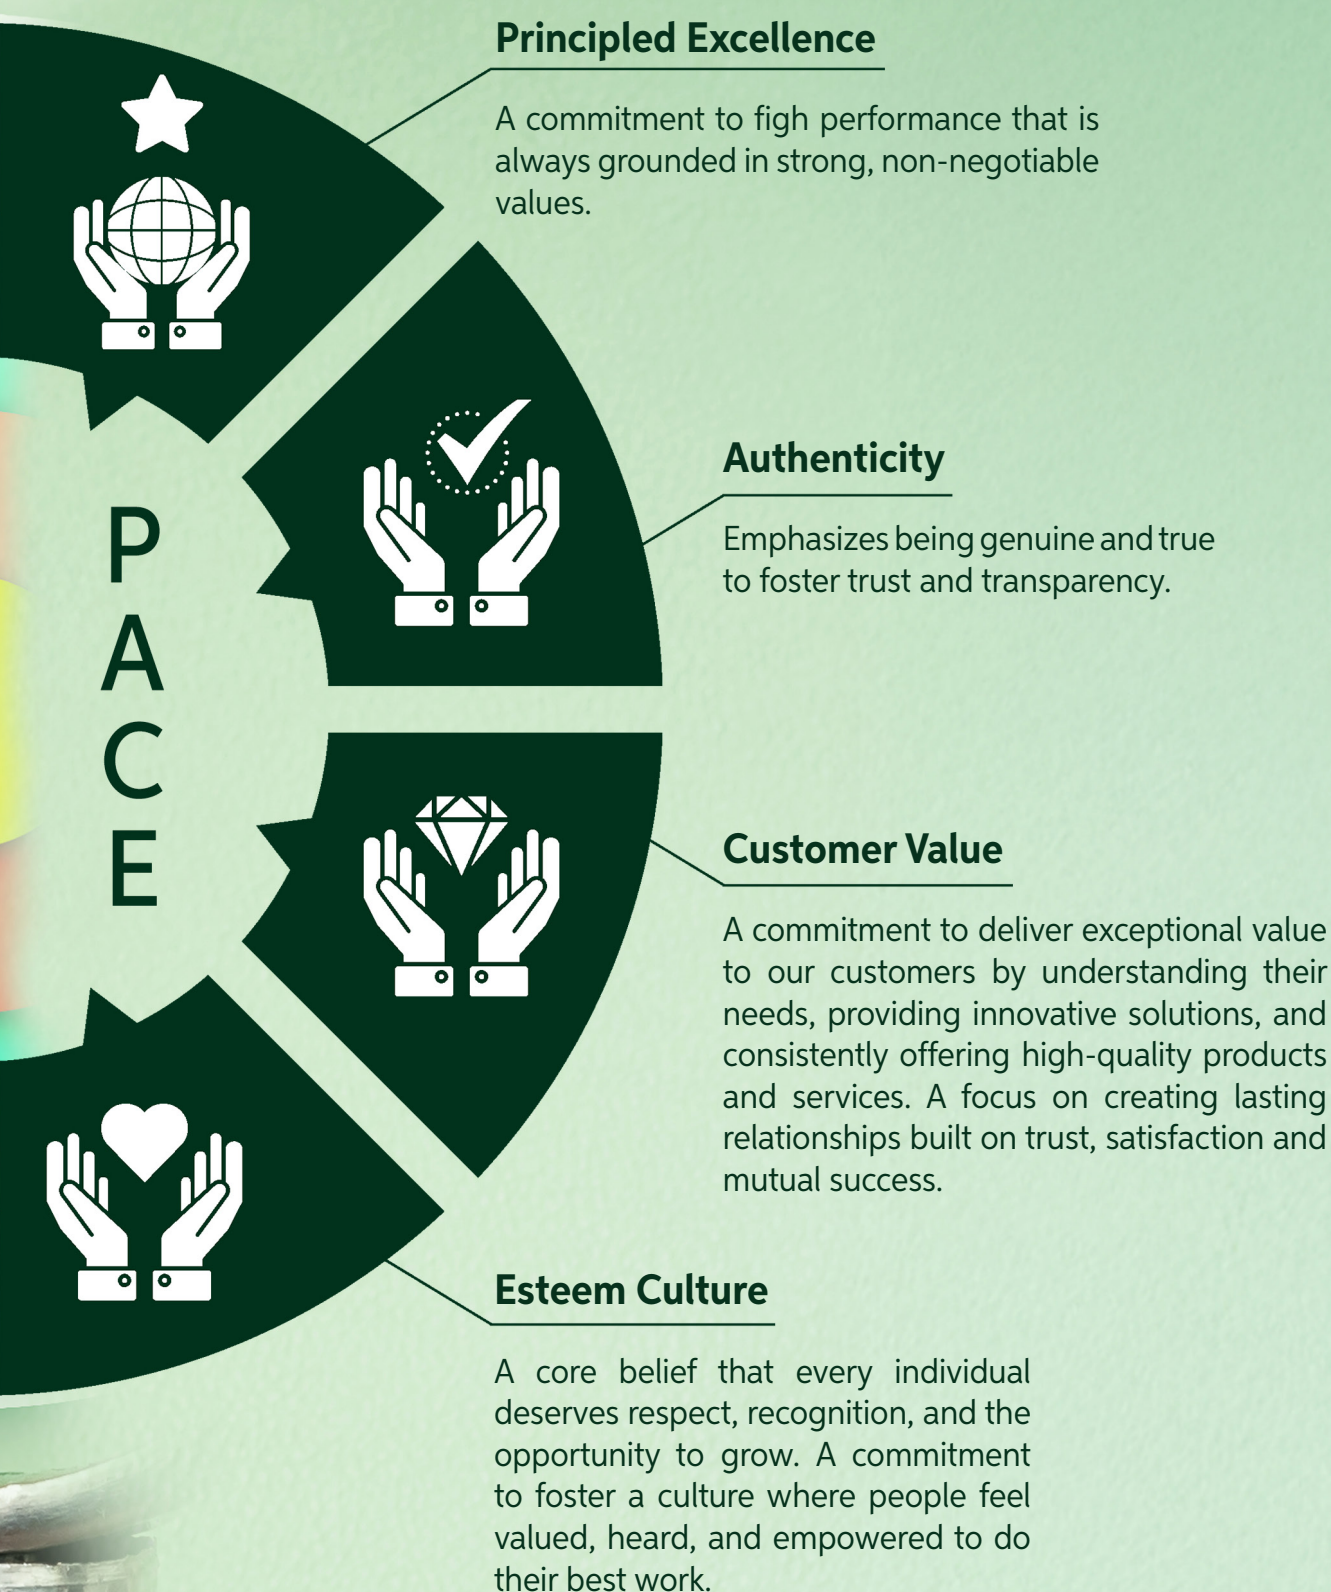 Principled Excellence
A commitment to figh performance that is
always grounded in strong, non-negotiable
values.
P
A
C
E
Authenticity
Emphasizes being genuine and true
to foster trust and transparency.
Customer Value
A commitment to deliver exceptional value
to our customers by understanding their
needs, providing innovative solutions, and
consistently offering high-quality products
and services. A focus on creating lasting
relationships built on trust, satisfaction and
mutual success.
Esteem Culture
A core belief that every individual
deserves respect, recognition, and the
opportunity to grow. A commitment
to foster a culture where people feel
valued, heard, and empowered to do
their best work.